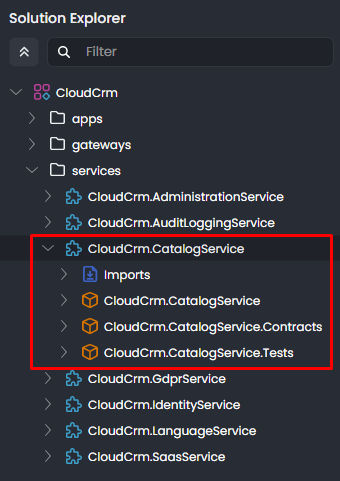 Solution Explorer
Filter
CloudCrm
apps
gateways
services
CloudCrm.AdministrationService
CloudCrm.AuditLoggingService
CloudCrm.CatalogService
Imports
CloudCrm.CatalogService
CloudCrm.CatalogService.Contracts
CloudCrm.CatalogService.Tests
CloudCrm.GdprService
CloudCrm.IdentityService
CloudCrm.LanguageService
CloudCrm.SaasService